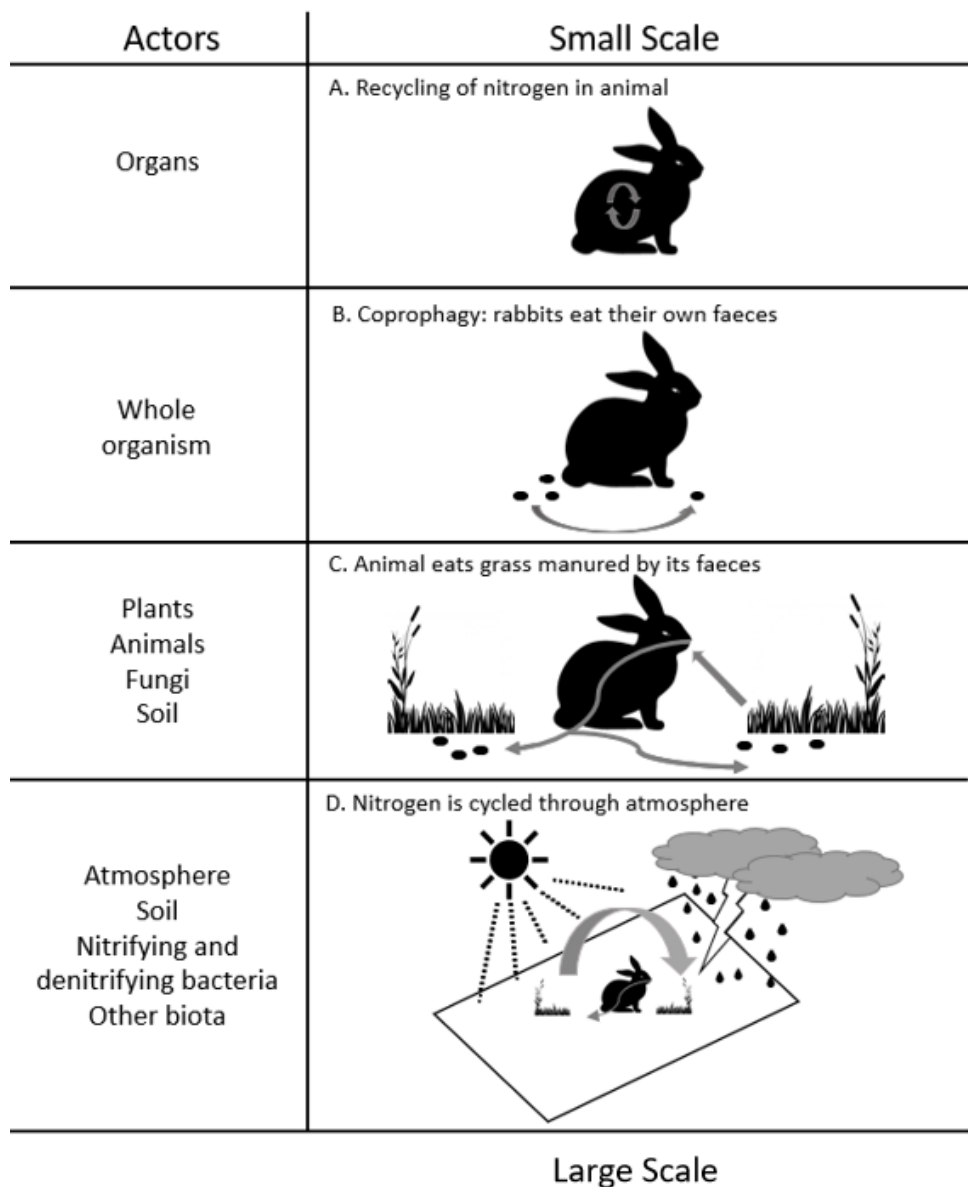 Actors
Small Scale
Organs
A. Recycling of nitrogen in animal
Whole
organism
B. Coprophagy: rabbits eat their own faeces
Plants
Animals
Fungi
Soil
C. Animal eats grass manured by its faeces
Atmosphere
Soil
Nitrifying and
denitrifying bacteria
Other biota
D. Nitrogen is cycled through atmosphere
Large Scale